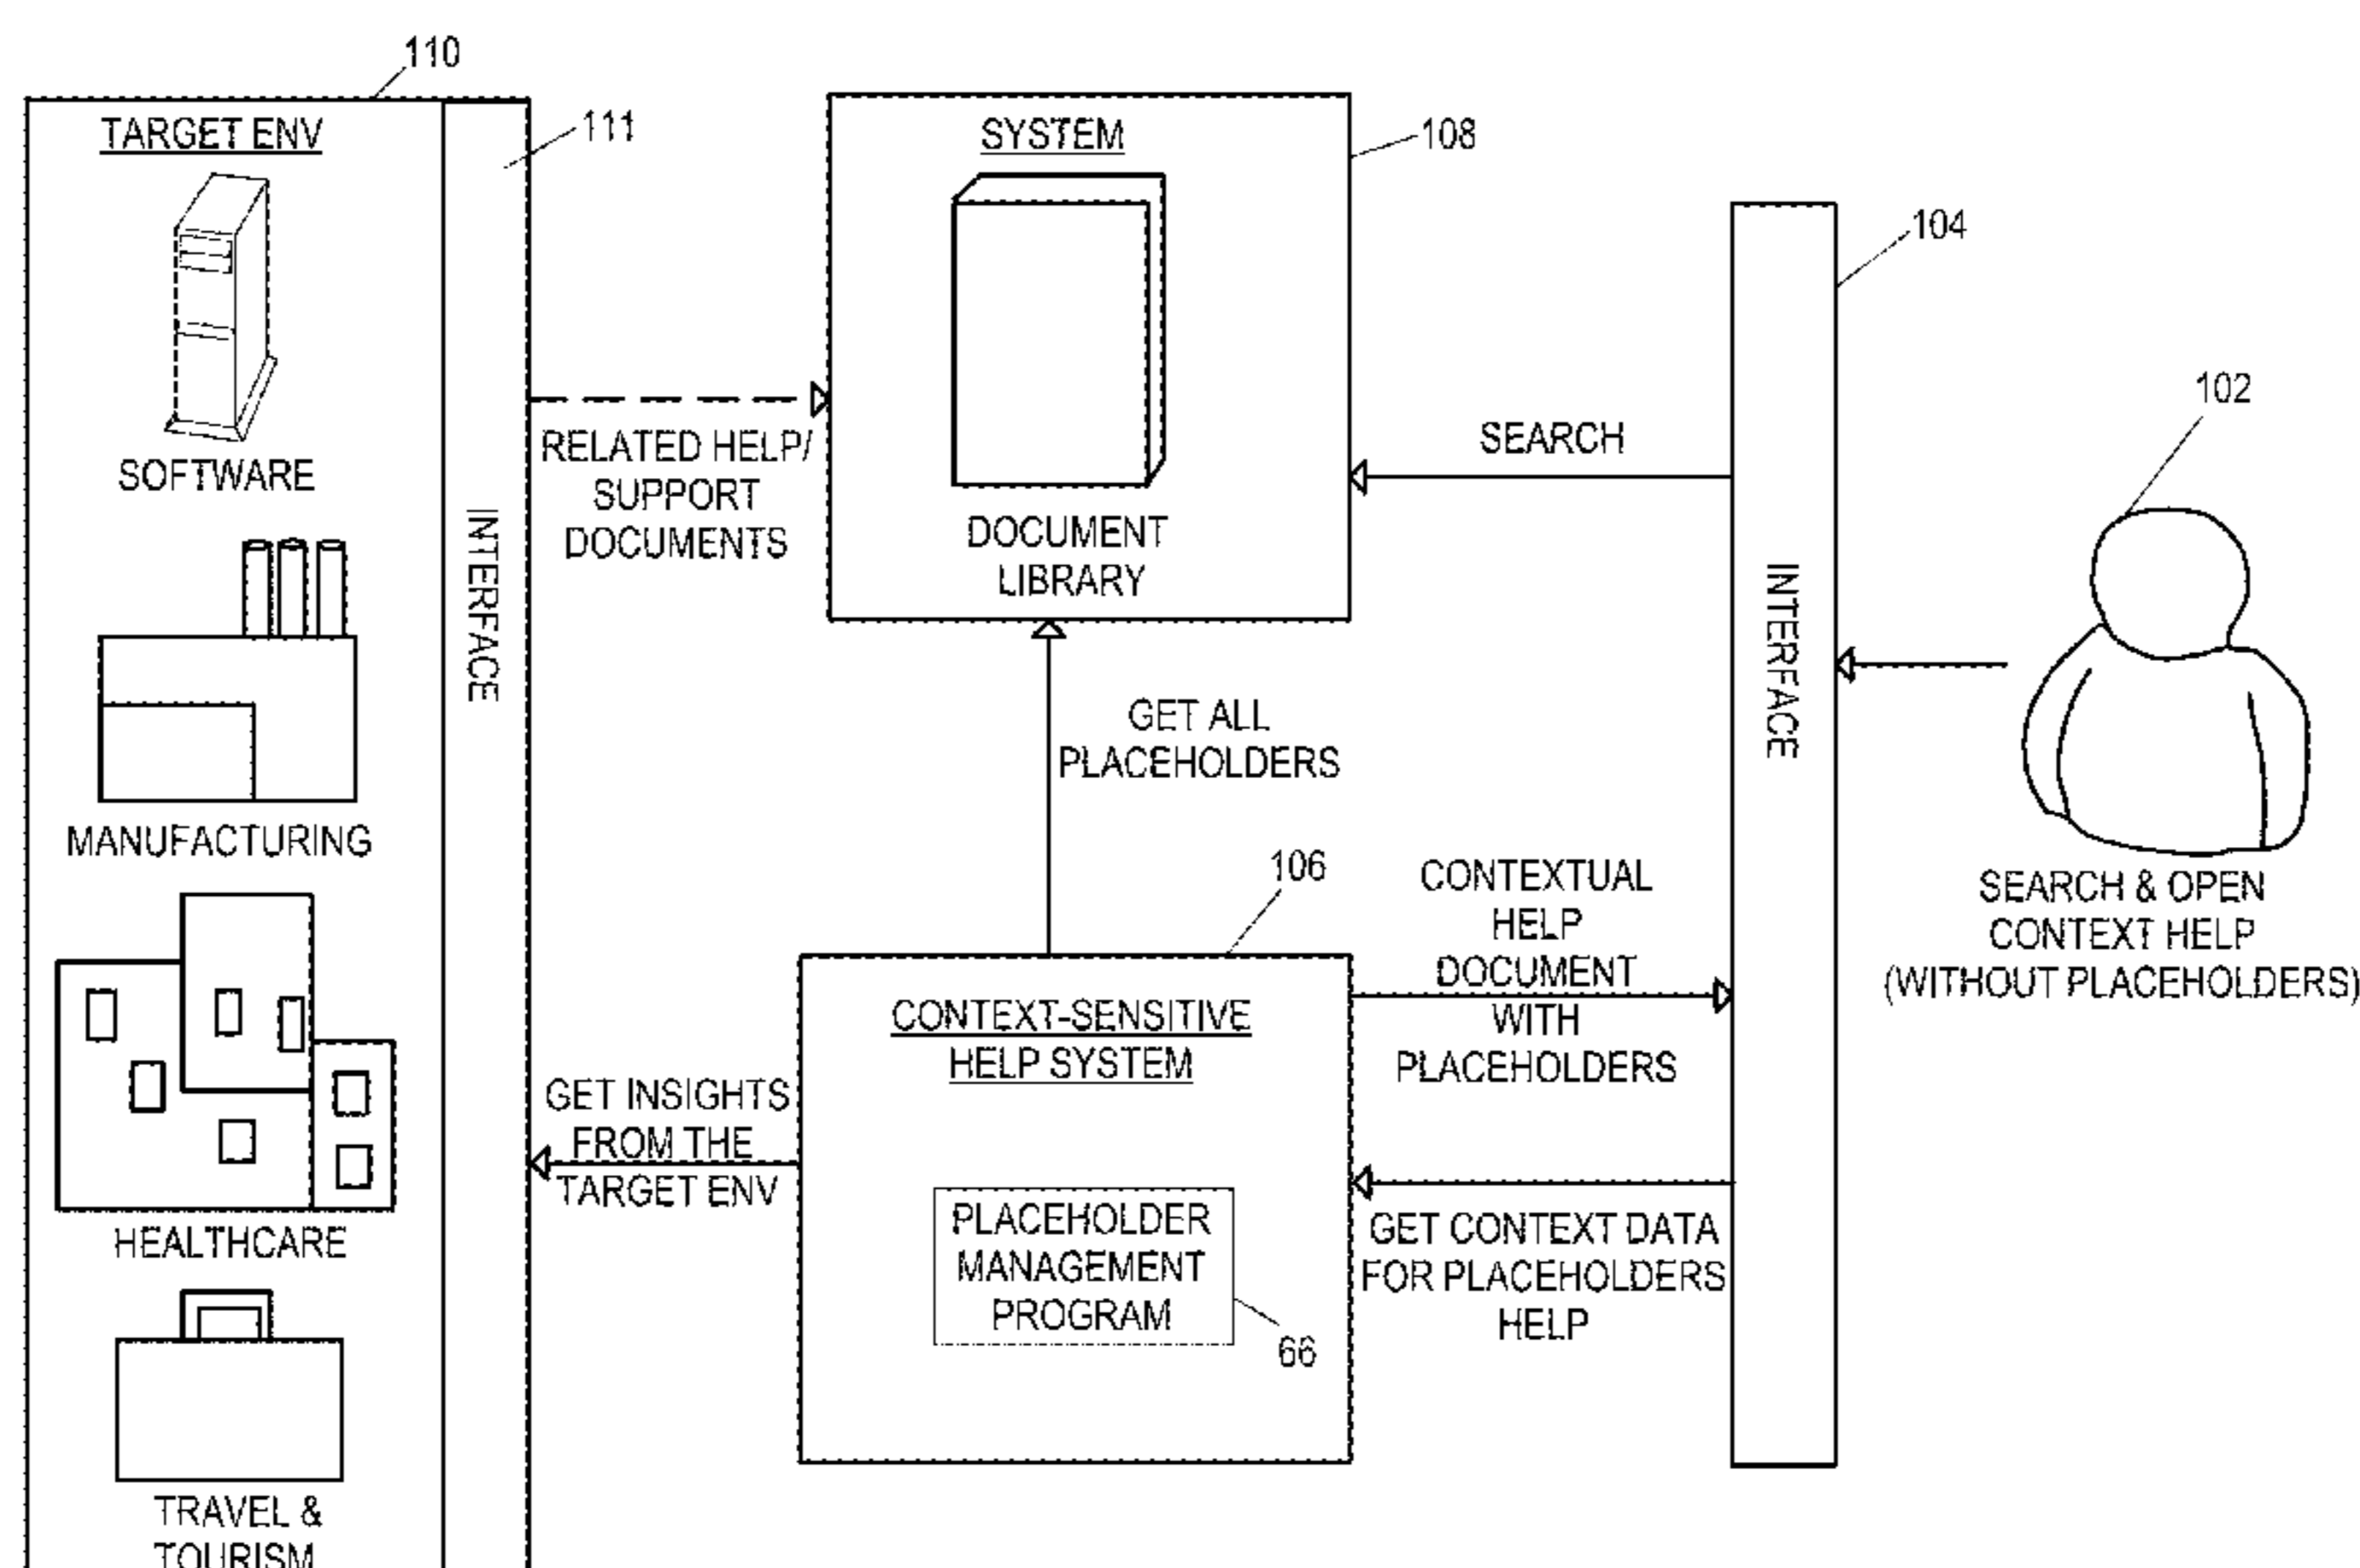 110
TARGET ENV
111
SOFTWARE
MANUFACTURING
HEALTHCARE
TRAVEL &
TOURISM
INTERFACE
RELATED HELP/
SUPPORT
DOCUMENTS
GET INSIGHTS
FROM THE
TARGET ENV
SYSTEM
108
DOCUMENT
LIBRARY
GET ALL
PLACEHOLDERS
106
CONTEXT-SENSITIVE
HELP SYSTEM
PLACEHOLDER
MANAGEMENT
PROGRAM
66
SEARCH
CONTEXTUAL
HELP
DOCUMENT
WITH
PLACEHOLDERS
GET CONTEXT DATA
FOR PLACEHOLDERS
HELP
104
INTERFACE
102
SEARCH & OPEN
CONTEXT HELP
(WITHOUT PLACEHOLDERS)